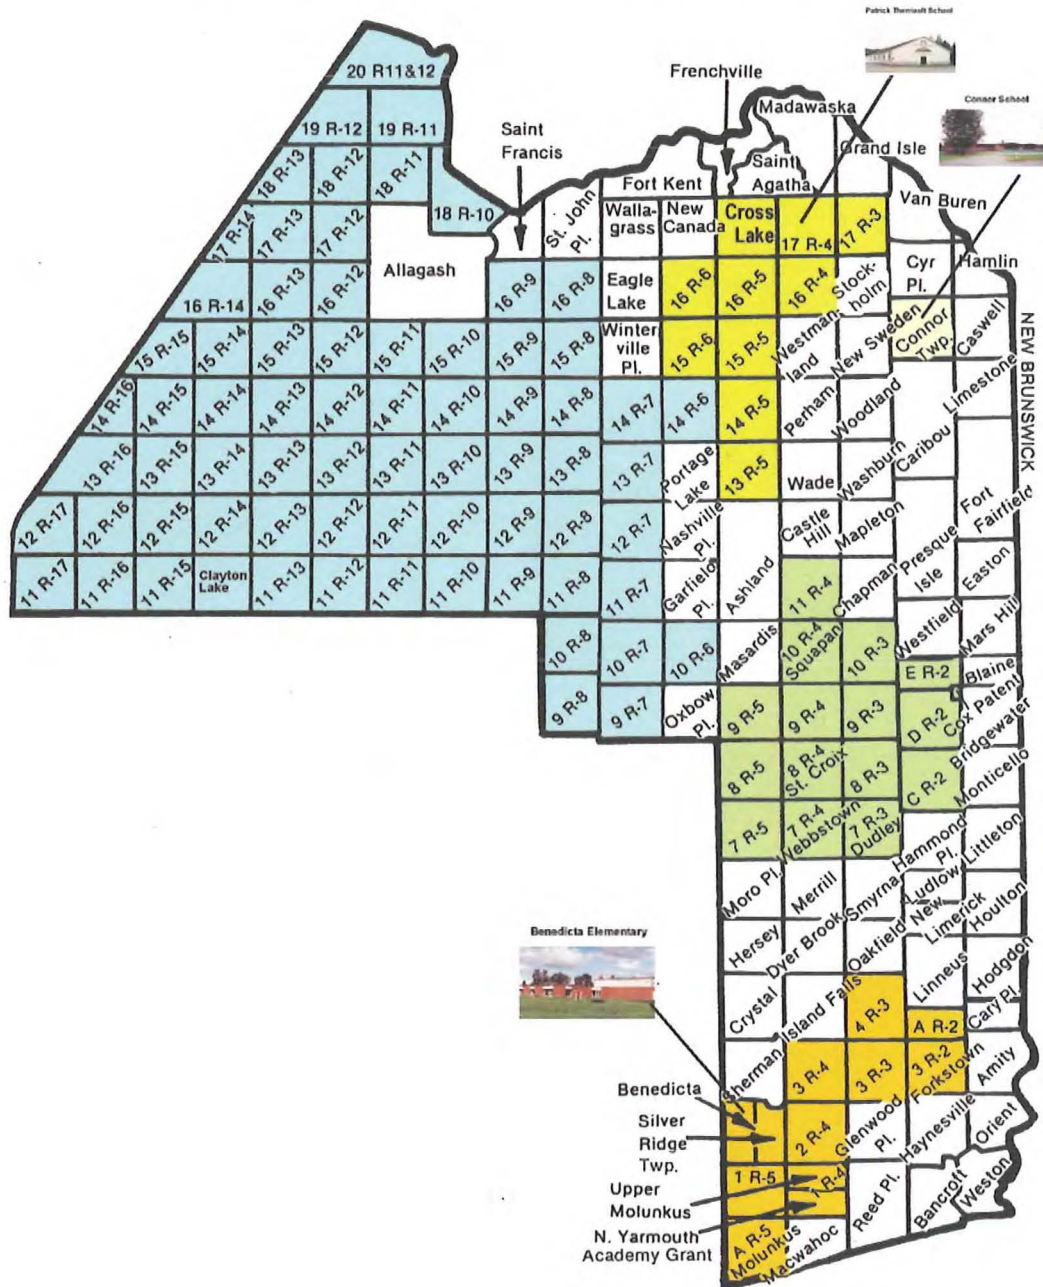 Patrick Theriault School
Frenchville
Connor School
20 R11&12
Madawaska
19 R-12
19 R-11
Saint
Francis
Grand Isle
Saint
Agatha
18 R-13
18 R-12
18 R-11
18 R-10
St. John
Pl.
Fort Kent
Van Buren
Walla-
grass
New
Canada
Cross
Lake
17 R-4
17 R-3
17 R-14
17 R-13
17 R-12
Allagash
Cyr
Pl.
Hamlin
16 R-14
16 R-13
16 R-12
16 R-9
16 R-8
Eagle
Lake
16 R-6
16 R-5
16 R-4
Stock-
holm
NEW BRUNSWICK
15 R-15
15 R-14
15 R-13
15 R-12
15 R-11
15 R-10
15 R-9
15 R-8
Winter
ville
Pl.
15 R-6
15 R-5
Westman-
land
New Sweden
Connor
Twp.
Caswell
14 R-16
14 R-15
14 R-14
14 R-13
14 R-12
14 R-11
14 R-10
14 R-9
14 R-8
14 R-7
14 R-6
14 R-5
Perham
Woodland
Limestone
13 R-16
13 R-15
13 R-14
13 R-13
13 R-12
13 R-11
13 R-10
13 R-9
13 R-8
13 R-7
Portage
Lake
13 R-5
Wade
Washburn
Caribou
12 R-17
12 R-16
12 R-15
12 R-14
12 R-13
12 R-12
12 R-11
12 R-10
12 R-9
12 R-8
12 R-7
Nashville
Pl.
Castle
Hill
Mapleton
Fort
Fairfield
11 R-17
11 R-16
11 R-15
Clayton
Lake
11 R-13
11 R-12
11 R-11
11 R-10
11 R-9
11 R-8
11 R-7
Garfield
Pl.
Ashland
11 R-4
Chapman
Presque
Isle
Easton
10 R-8
10 R-7
10 R-6
Masardis
10 R-4
Squapan
10 R-3
Westfield
Mars Hill
E R-2
Blaine
9 R-8
9 R-7
Oxbow
Pl.
9 R-5
9 R-4
9 R-3
D R-2
Cox Patent
Bridgewater
8 R-5
8 R-4
St. Croix
8 R-3
C R-2
Monticello
7 R-5
7 R-4
Webbstown
7 R-3
Dudley
Hammond
Pl.
Littleton
Moro Pl.
Merrill
Smyrna
Ludlow
New
Limerick
Houlton
Benedicta Elementary
Hersey
Dyer Brook
Oakfield
Linneus
Hodgdon
Crystal
Island Falls
4 R-3
A R-2
Cary Pl.
Sherman
3 R-4
3 R-3
3 R-2
Forkstown
Amity
Benedicta
Silver
Ridge
Twp.
2 R-4
Glenwood
Pl.
Haynesville
Orient
1 R-5
1 R-4
Upper
Molunkus
Reed Pl.
Bancroft
Weston
N. Yarmouth
Academy Grant
A R-5
Molunkus
Macwahoc